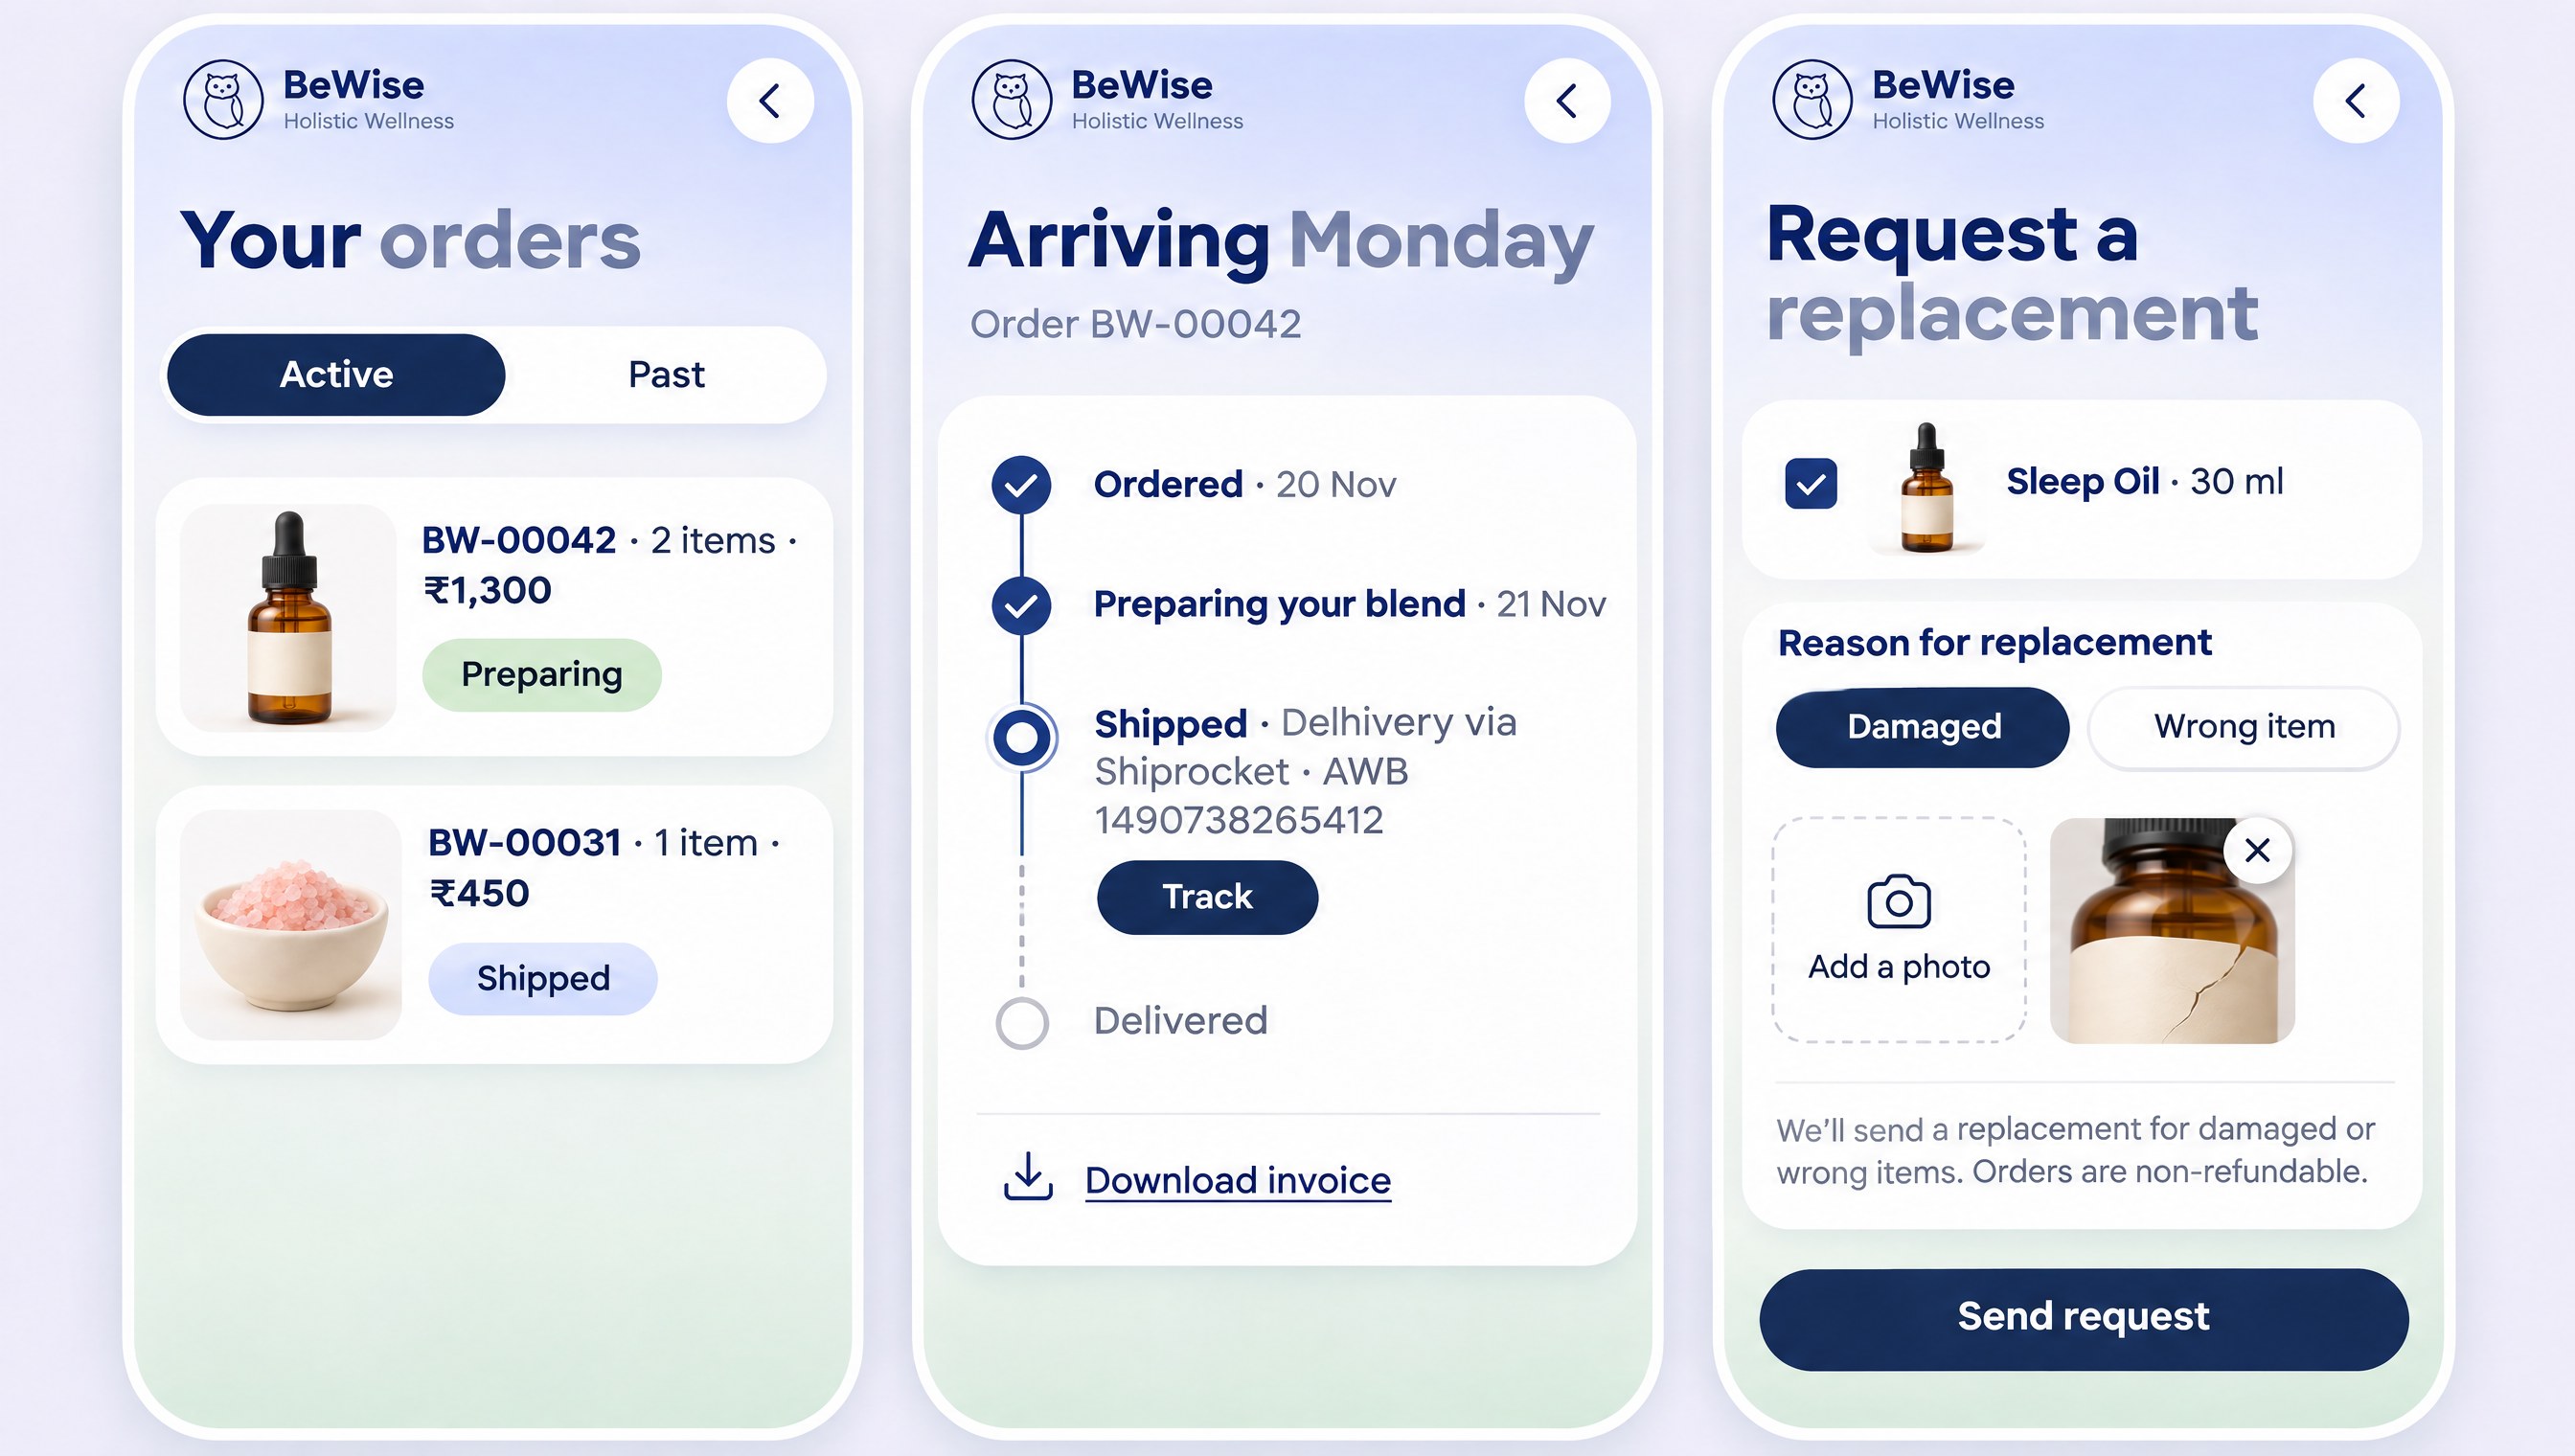 BeWise
Holistic Wellness
Your orders
Active
Past
BW-00042 · 2 items ·
₹1,300
Preparing
BW-00031 · 1 item ·
₹450
Shipped
BeWise
Holistic Wellness
Arriving Monday
Order BW-00042
Ordered · 20 Nov
Preparing your blend · 21 Nov
Shipped · Delhivery via
Shiprocket · AWB
1490738265412
Track
Delivered
Download invoice
BeWise
Holistic Wellness
Request a
replacement
Sleep Oil · 30 ml
Reason for replacement
Damaged
Wrong item
Add a photo
We’ll send a replacement for damaged or
wrong items. Orders are non-refundable.
Send request